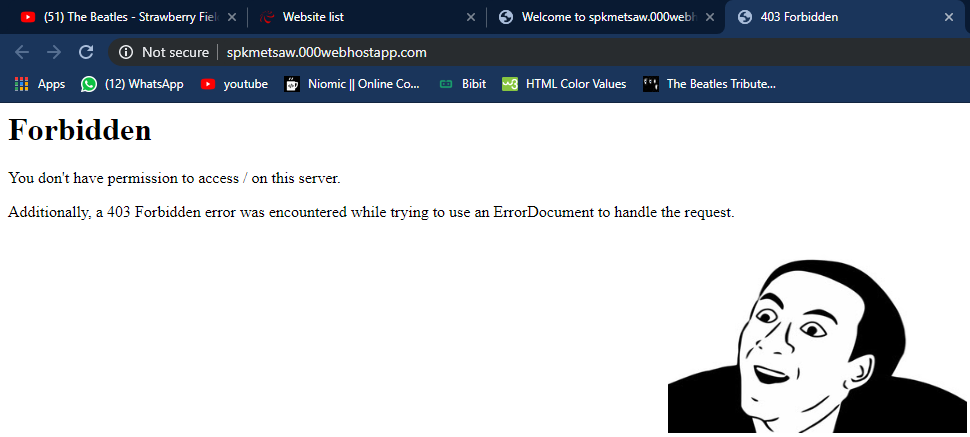 (51) The Beatles - Strawberry Fiel
Website list
Welcome to spkmetsaw.000webh
403 Forbidden
Not secure
spkmetsaw.000webhostapp.com
Apps
(12) WhatsApp
youtube
Niomic || Online Co...
Bibit
HTML Color Values
The Beatles Tribute...
Forbidden
You don't have permission to access / on this server.
Additionally, a 403 Forbidden error was encountered while trying to use an ErrorDocument to handle the request.